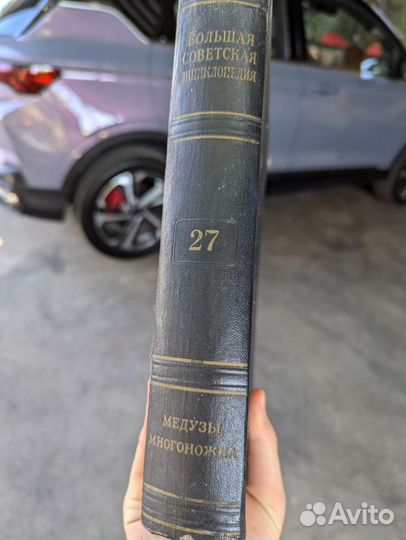 БОЛЬШАЯ
СОВЕТСКАЯ
ЭНЦИКЛОПЕДИЯ
27
МЕДУЗЫ
МНОГОНОЖКА
Avito